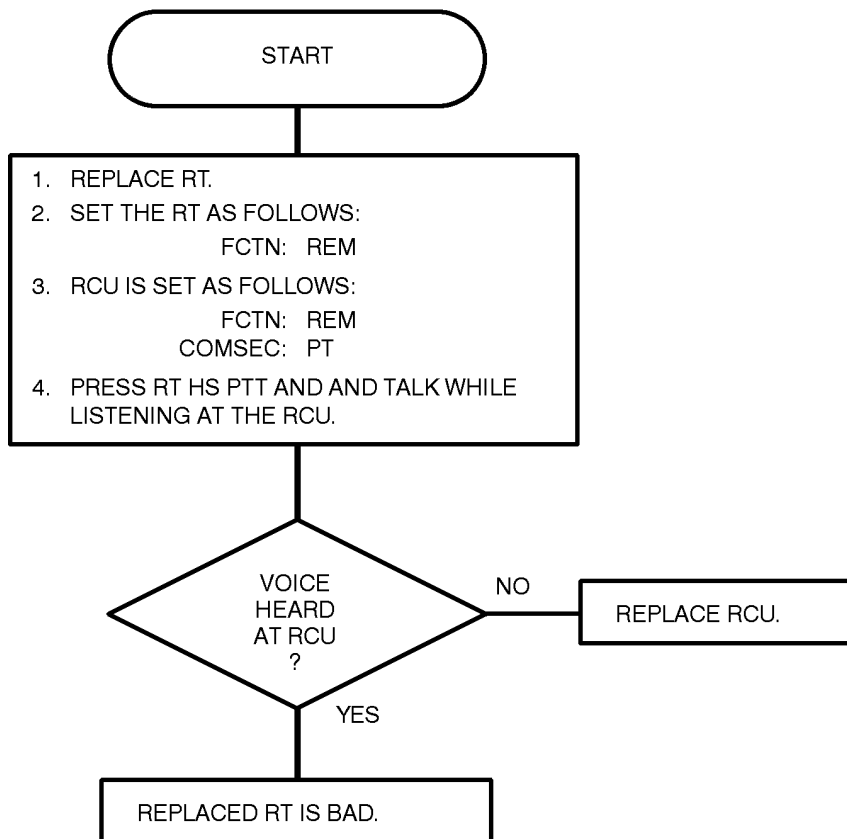 START
1. REPLACE RT.
2. SET THE RT AS FOLLOWS:
FCTN: REM
3. RCU IS SET AS FOLLOWS:
FCTN: REM
COMSEC: PT
4. PRESS RT HS PTT AND AND TALK WHILE
LISTENING AT THE RCU.
VOICE
HEARD
AT RCU
?
NO
REPLACE RCU.
YES
REPLACED RT IS BAD.